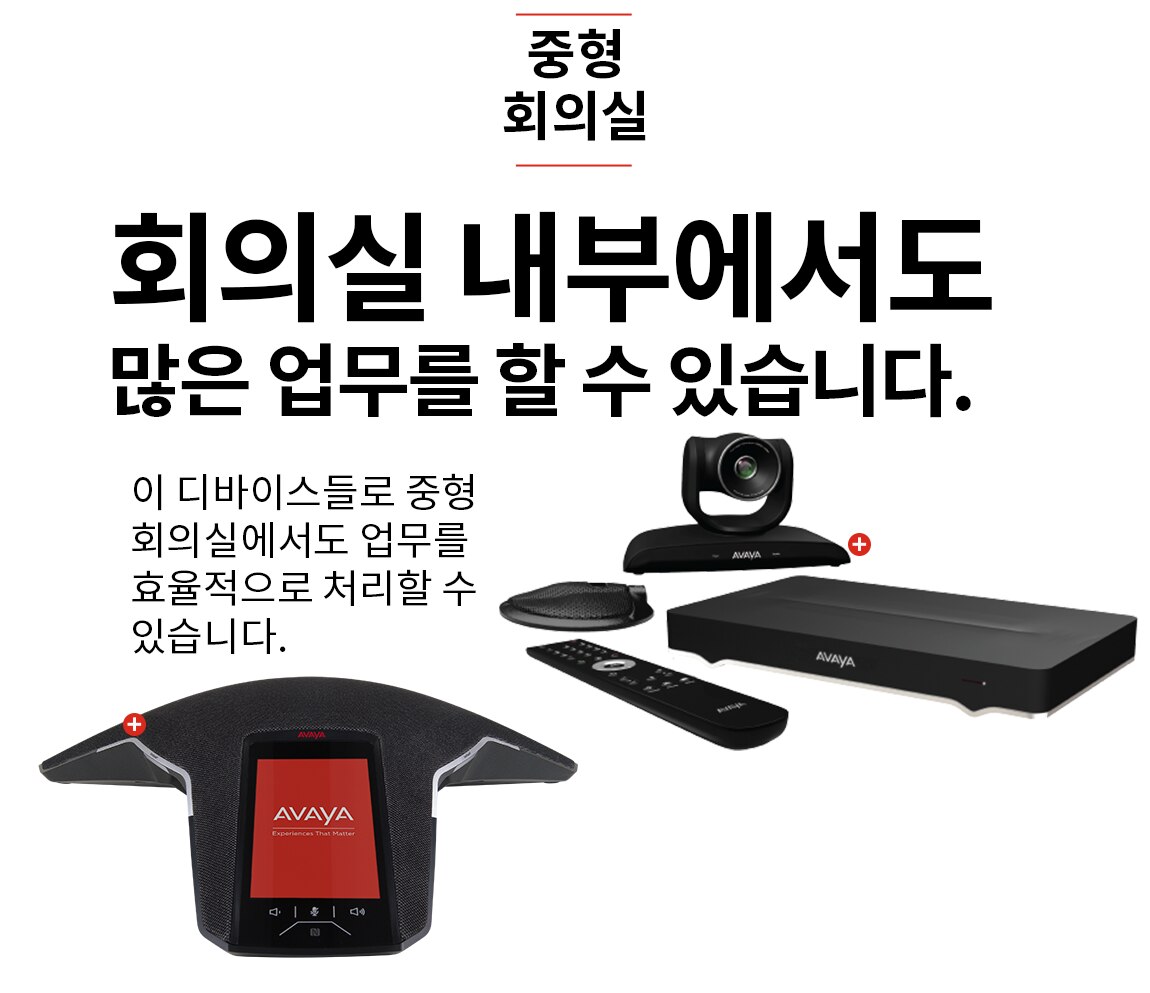 중형
회의실
회의실 내부에서도
많은 업무를 할 수 있습니다.
이 디바이스들로 중형
회의실에서도 업무를
효율적으로 처리할 수
있습니다.
AVAYA
AVAYA
AVAYA
AVAYA
AVAYA
Experiences That Matter